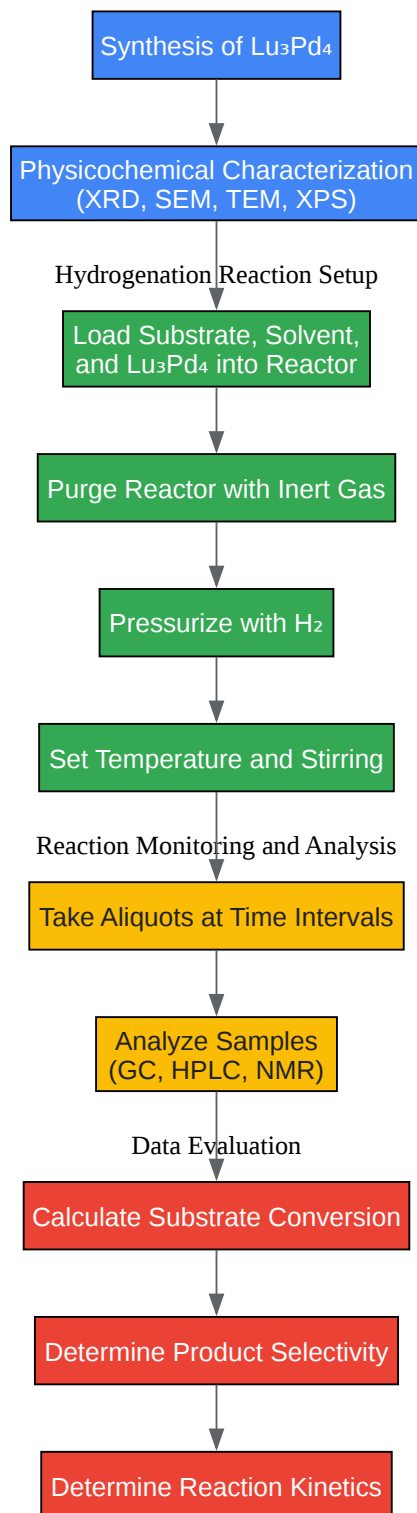 Synthesis of Lu₃Pd₄
Physicochemical Characterization
(XRD, SEM, TEM, XPS)
Hydrogenation Reaction Setup
Load Substrate, Solvent,
and Lu₃Pd₄ into Reactor
Purge Reactor with Inert Gas
Pressurize with H₂
Set Temperature and Stirring
Reaction Monitoring and Analysis
Take Aliquots at Time Intervals
Analyze Samples
(GC, HPLC, NMR)
Data Evaluation
Calculate Substrate Conversion
Determine Product Selectivity
Determine Reaction Kinetics